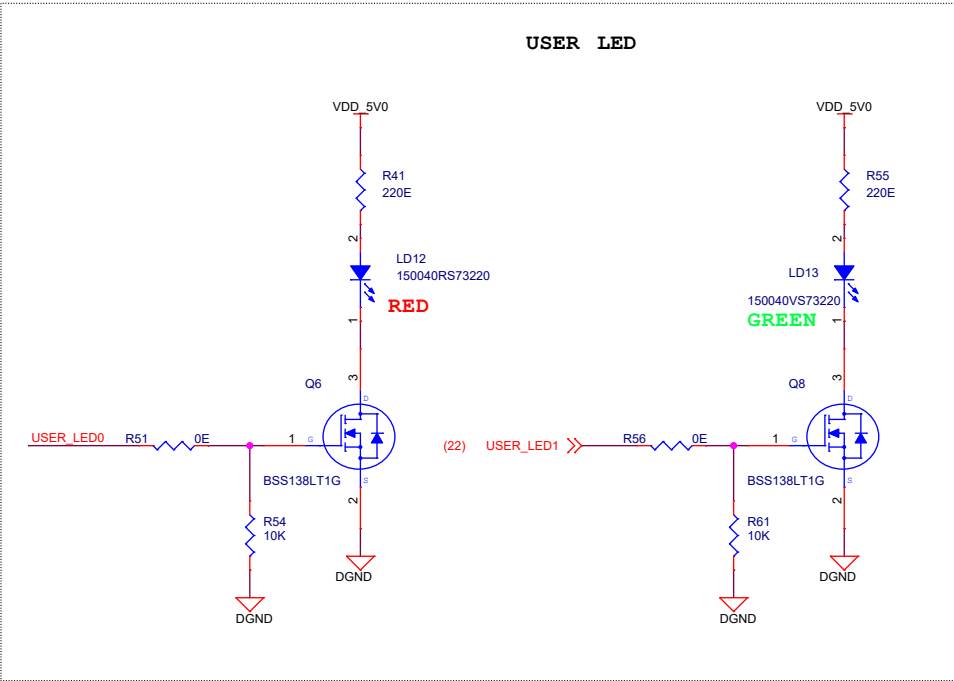 USER LED
VDD_5V0
R41
220E
2
LD12
150040RS73220
RED
1
3
Q6
D
USER_LED0
R51
0E
1
G
BSS138LT1G
S
2
R54
10K
DGND
DGND
VDD_5V0
R55
220E
2
LD13
150040VS73220
GREEN
1
3
Q8
D
(22)
USER_LED1
R56
0E
1
G
BSS138LT1G
S
2
R61
10K
DGND
DGND